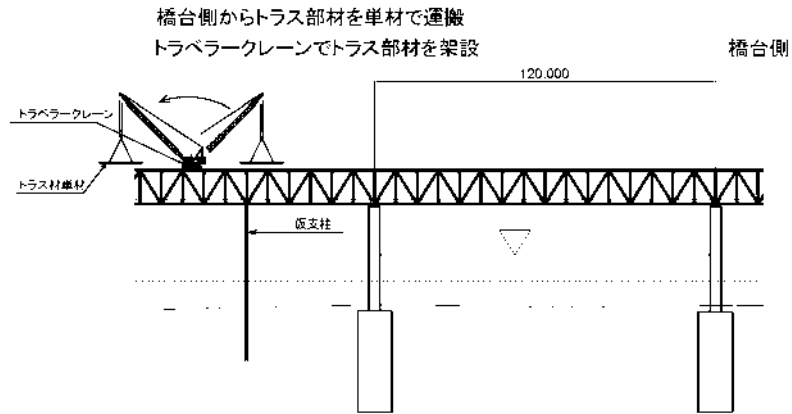 橋台側からトラス部材を単材で運搬
トラベラークレーンでトラス部材を架設
橋台側
120.000
トラベラークレーン
トラス材単材
仮支柱